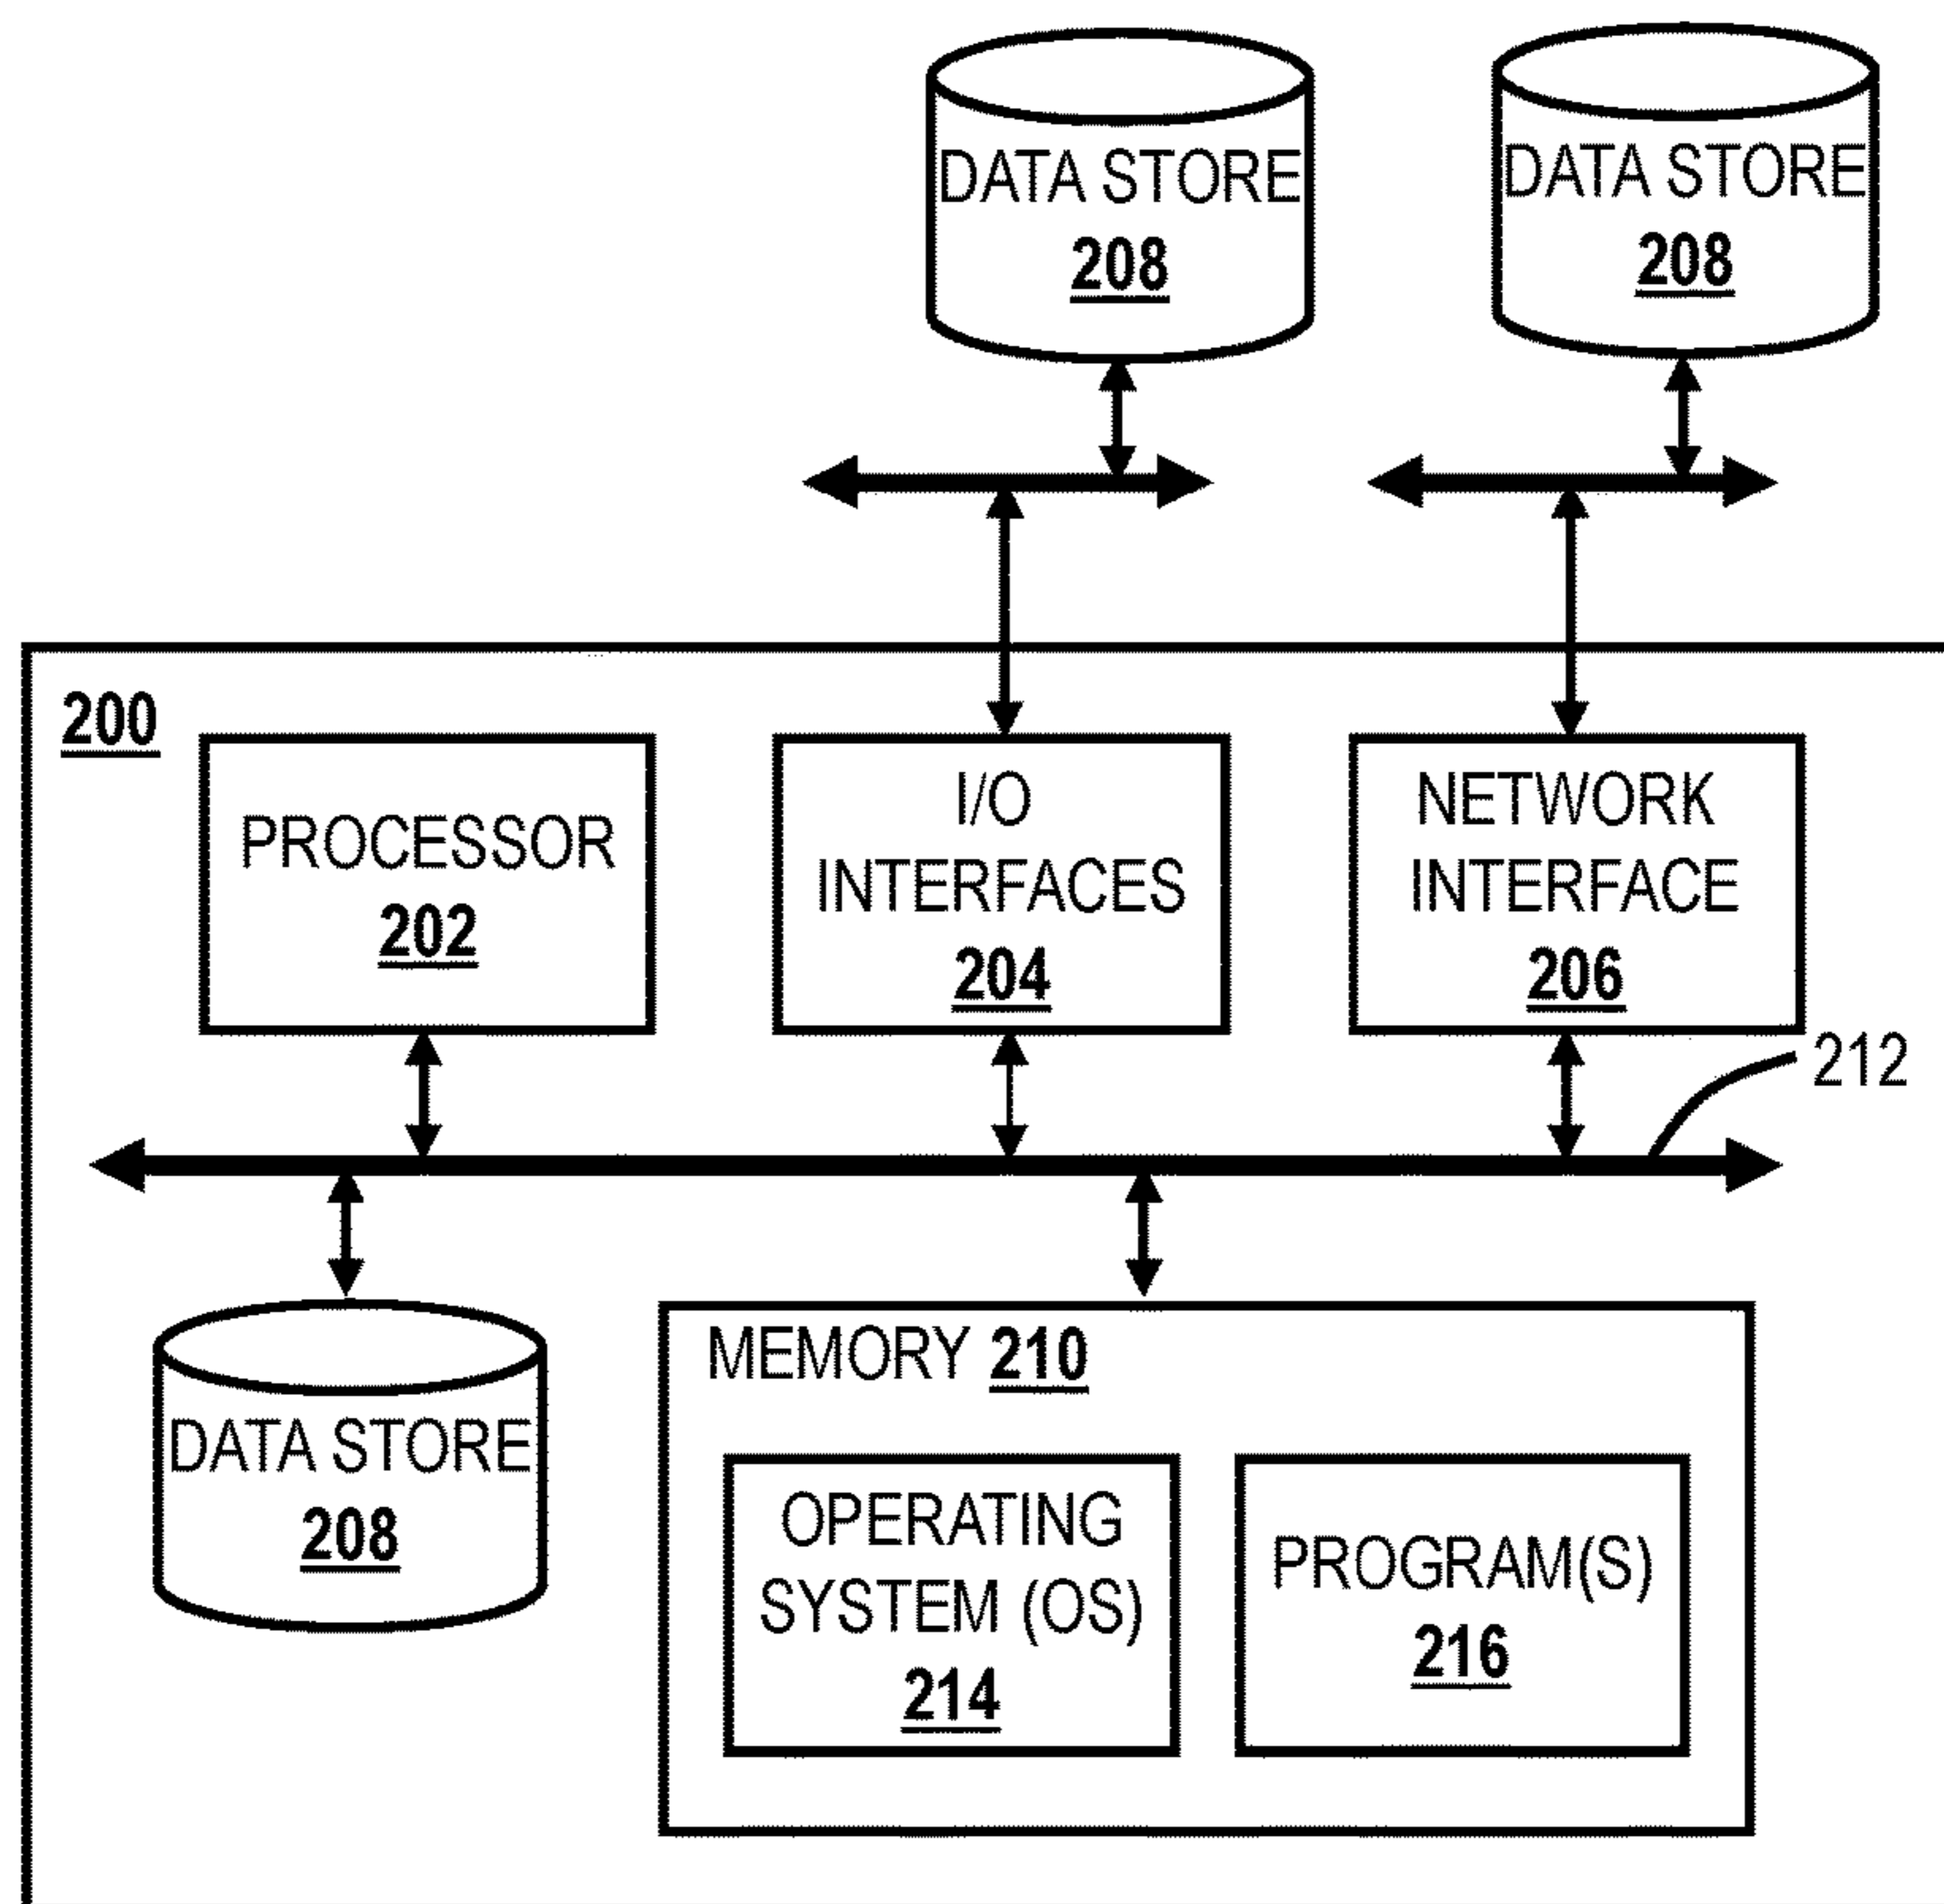 DATA STORE
208
DATA STORE
208
200
PROCESSOR
202
I/O
INTERFACES
204
NETWORK
INTERFACE
206
212
DATA STORE
208
MEMORY 210
OPERATING
SYSTEM (OS)
214
PROGRAM(S)
216